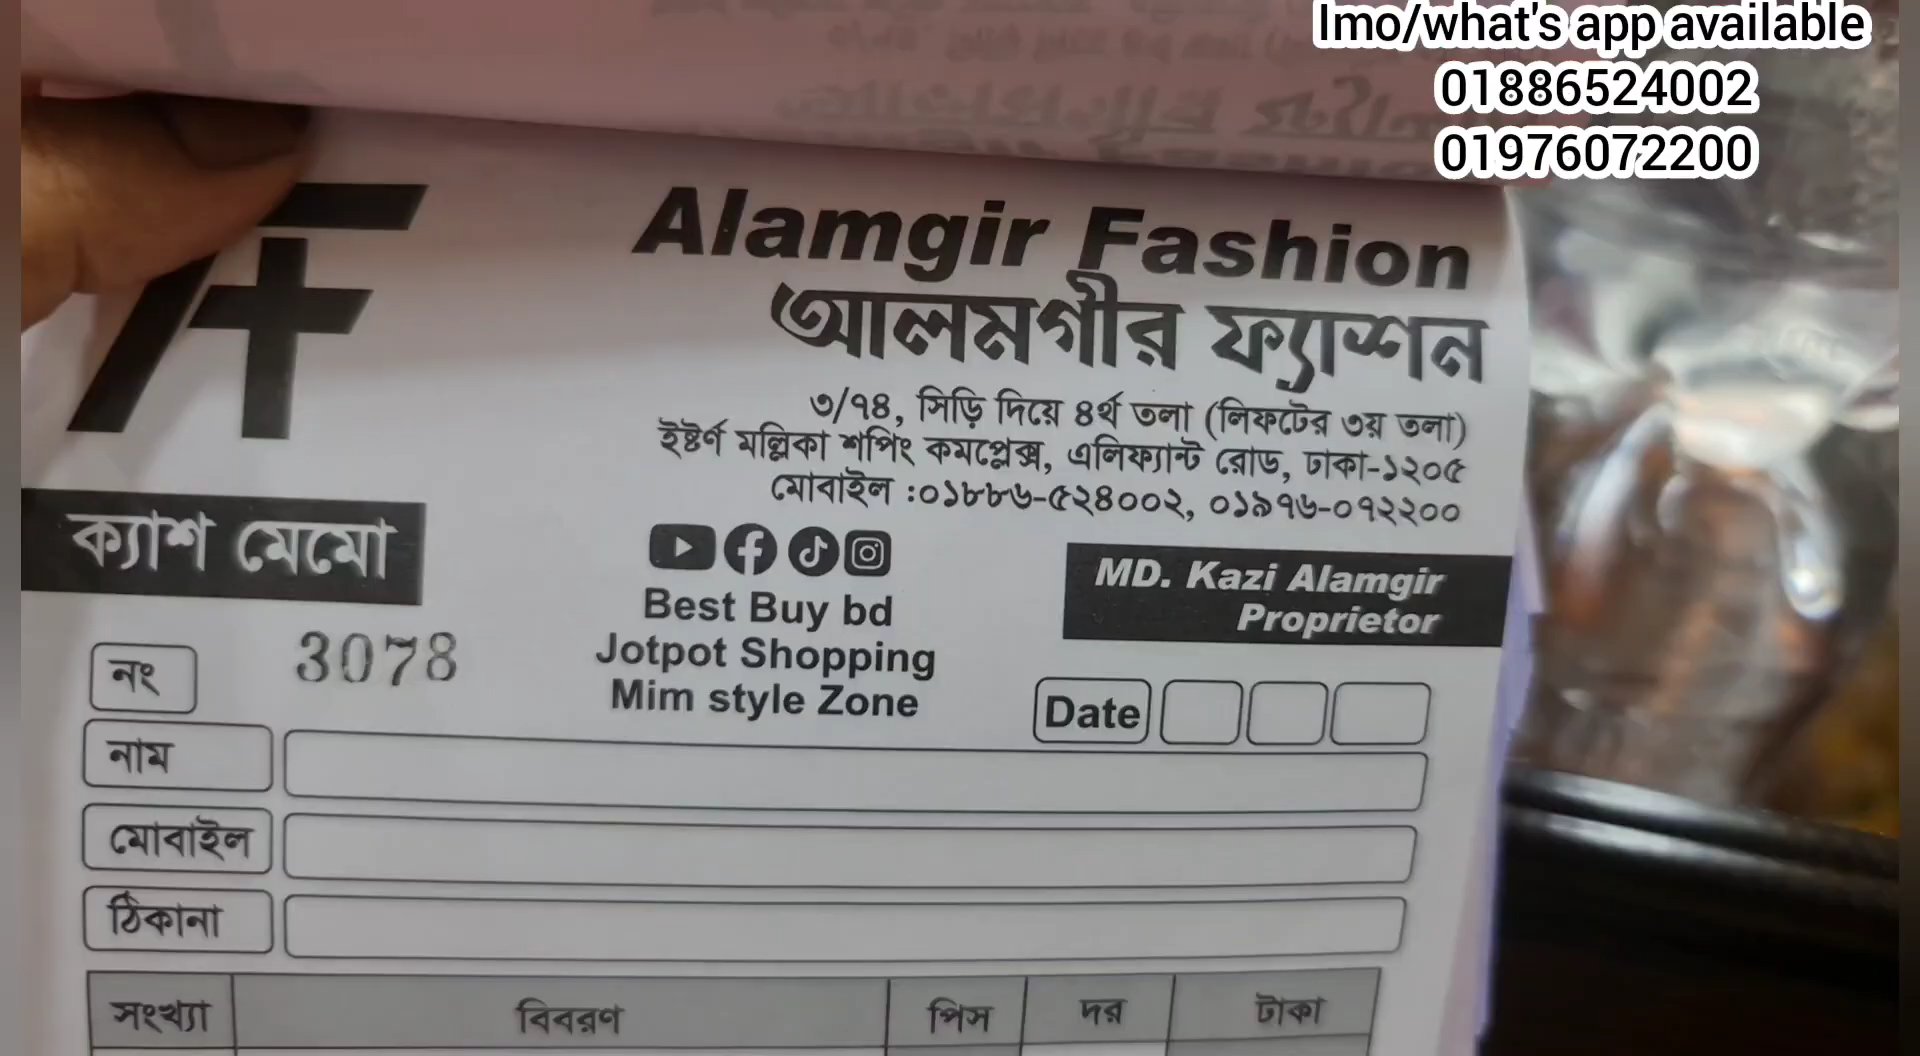 Imo/what's app available
01886524002
01976072200
AF
Alamgir Fashion
আলমগীর ফ্যাশন
৩/৭৪, সিড়ি দিয়ে ৪র্থ তলা (লিফটের ৩য় তলা)
ইষ্টর্ণ মল্লিকা শপিং কমপ্লেক্স, এলিফ্যান্ট রোড, ঢাকা-১২০৫
মোবাইল :০১৮৮৬-৫২৪০০২, ০১৯৭৬-০৭২২০০
ক্যাশ মেমো
Best Buy bd
Jotpot Shopping
Mim style Zone
MD. Kazi Alamgir
Proprietor
নং 3078
Date
নাম
মোবাইল
ঠিকানা
সংখ্যা বিবরণ পিস দর টাকা